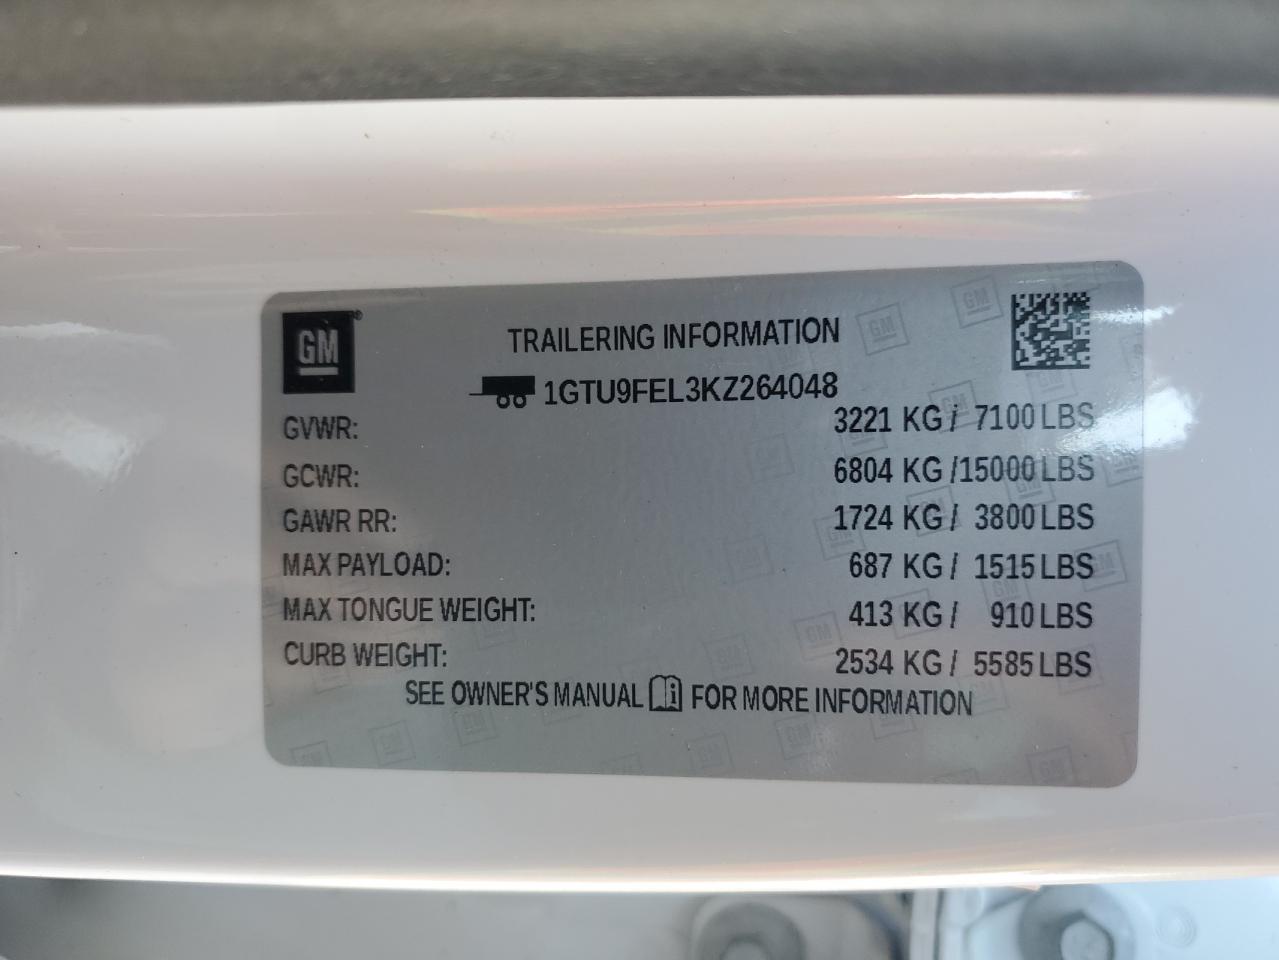 GM®
TRAILERING INFORMATION
1GTU9FEL3KZ264048
GVWR: 3221 KG / 7100 LBS
GCWR: 6804 KG /15000 LBS
GAWR RR: 1724 KG / 3800 LBS
MAX PAYLOAD: 687 KG / 1515 LBS
MAX TONGUE WEIGHT: 413 KG / 910 LBS
CURB WEIGHT: 2534 KG / 5585 LBS
SEE OWNER'S MANUAL FOR MORE INFORMATION